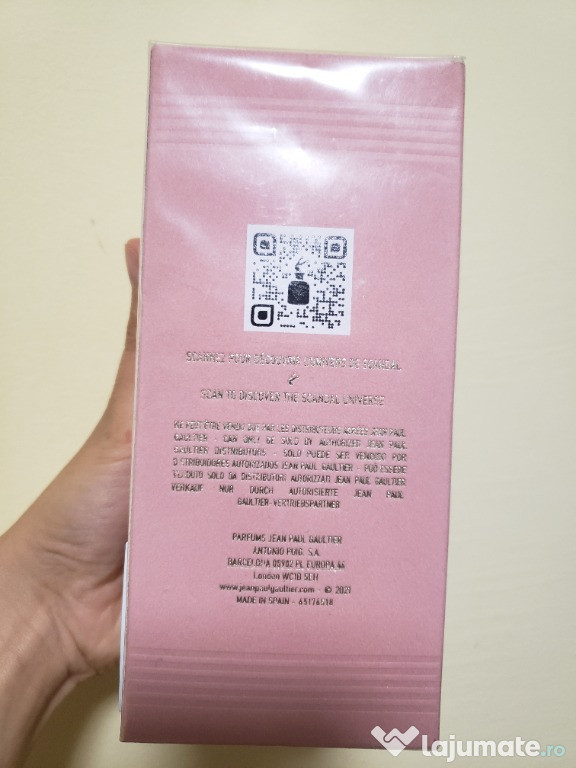 SCANNEZ POUR DÉCOUVRIR L'UNIVERS DE SCANDAL
&
SCAN TO DISCOVER THE SCANDAL UNIVERSE
NE PEUT ÊTRE VENDU QUE PAR LES DISTRIBUTEURS AGRÉÉS JEAN PAUL
GAULTIER - CAN ONLY BE SOLD BY AUTHORIZED JEAN PAUL
GAULTIER DISTRIBUTORS - SOLO PUEDE SER VENDIDO POR
DISTRIBUIDORES AUTORIZADOS JEAN PAUL GAULTIER - PUÒ ESSERE
VENDUTO SOLO DA DISTRIBUTORI AUTORIZZATI JEAN PAUL GAULTIER
VERKAUF NUR DURCH AUTORISIERTE JEAN PAUL
GAULTIER-VERTRIEBSPARTNER
PARFUMS JEAN PAUL GAULTIER
ANTONIO PUIG, S.A.
BARCELONA 08902 PL EUROPA 46
London WC1B 5DH
www.jeanpaulgaultier.com - © 2021
MADE IN SPAIN - 65176518
lajumate.ro